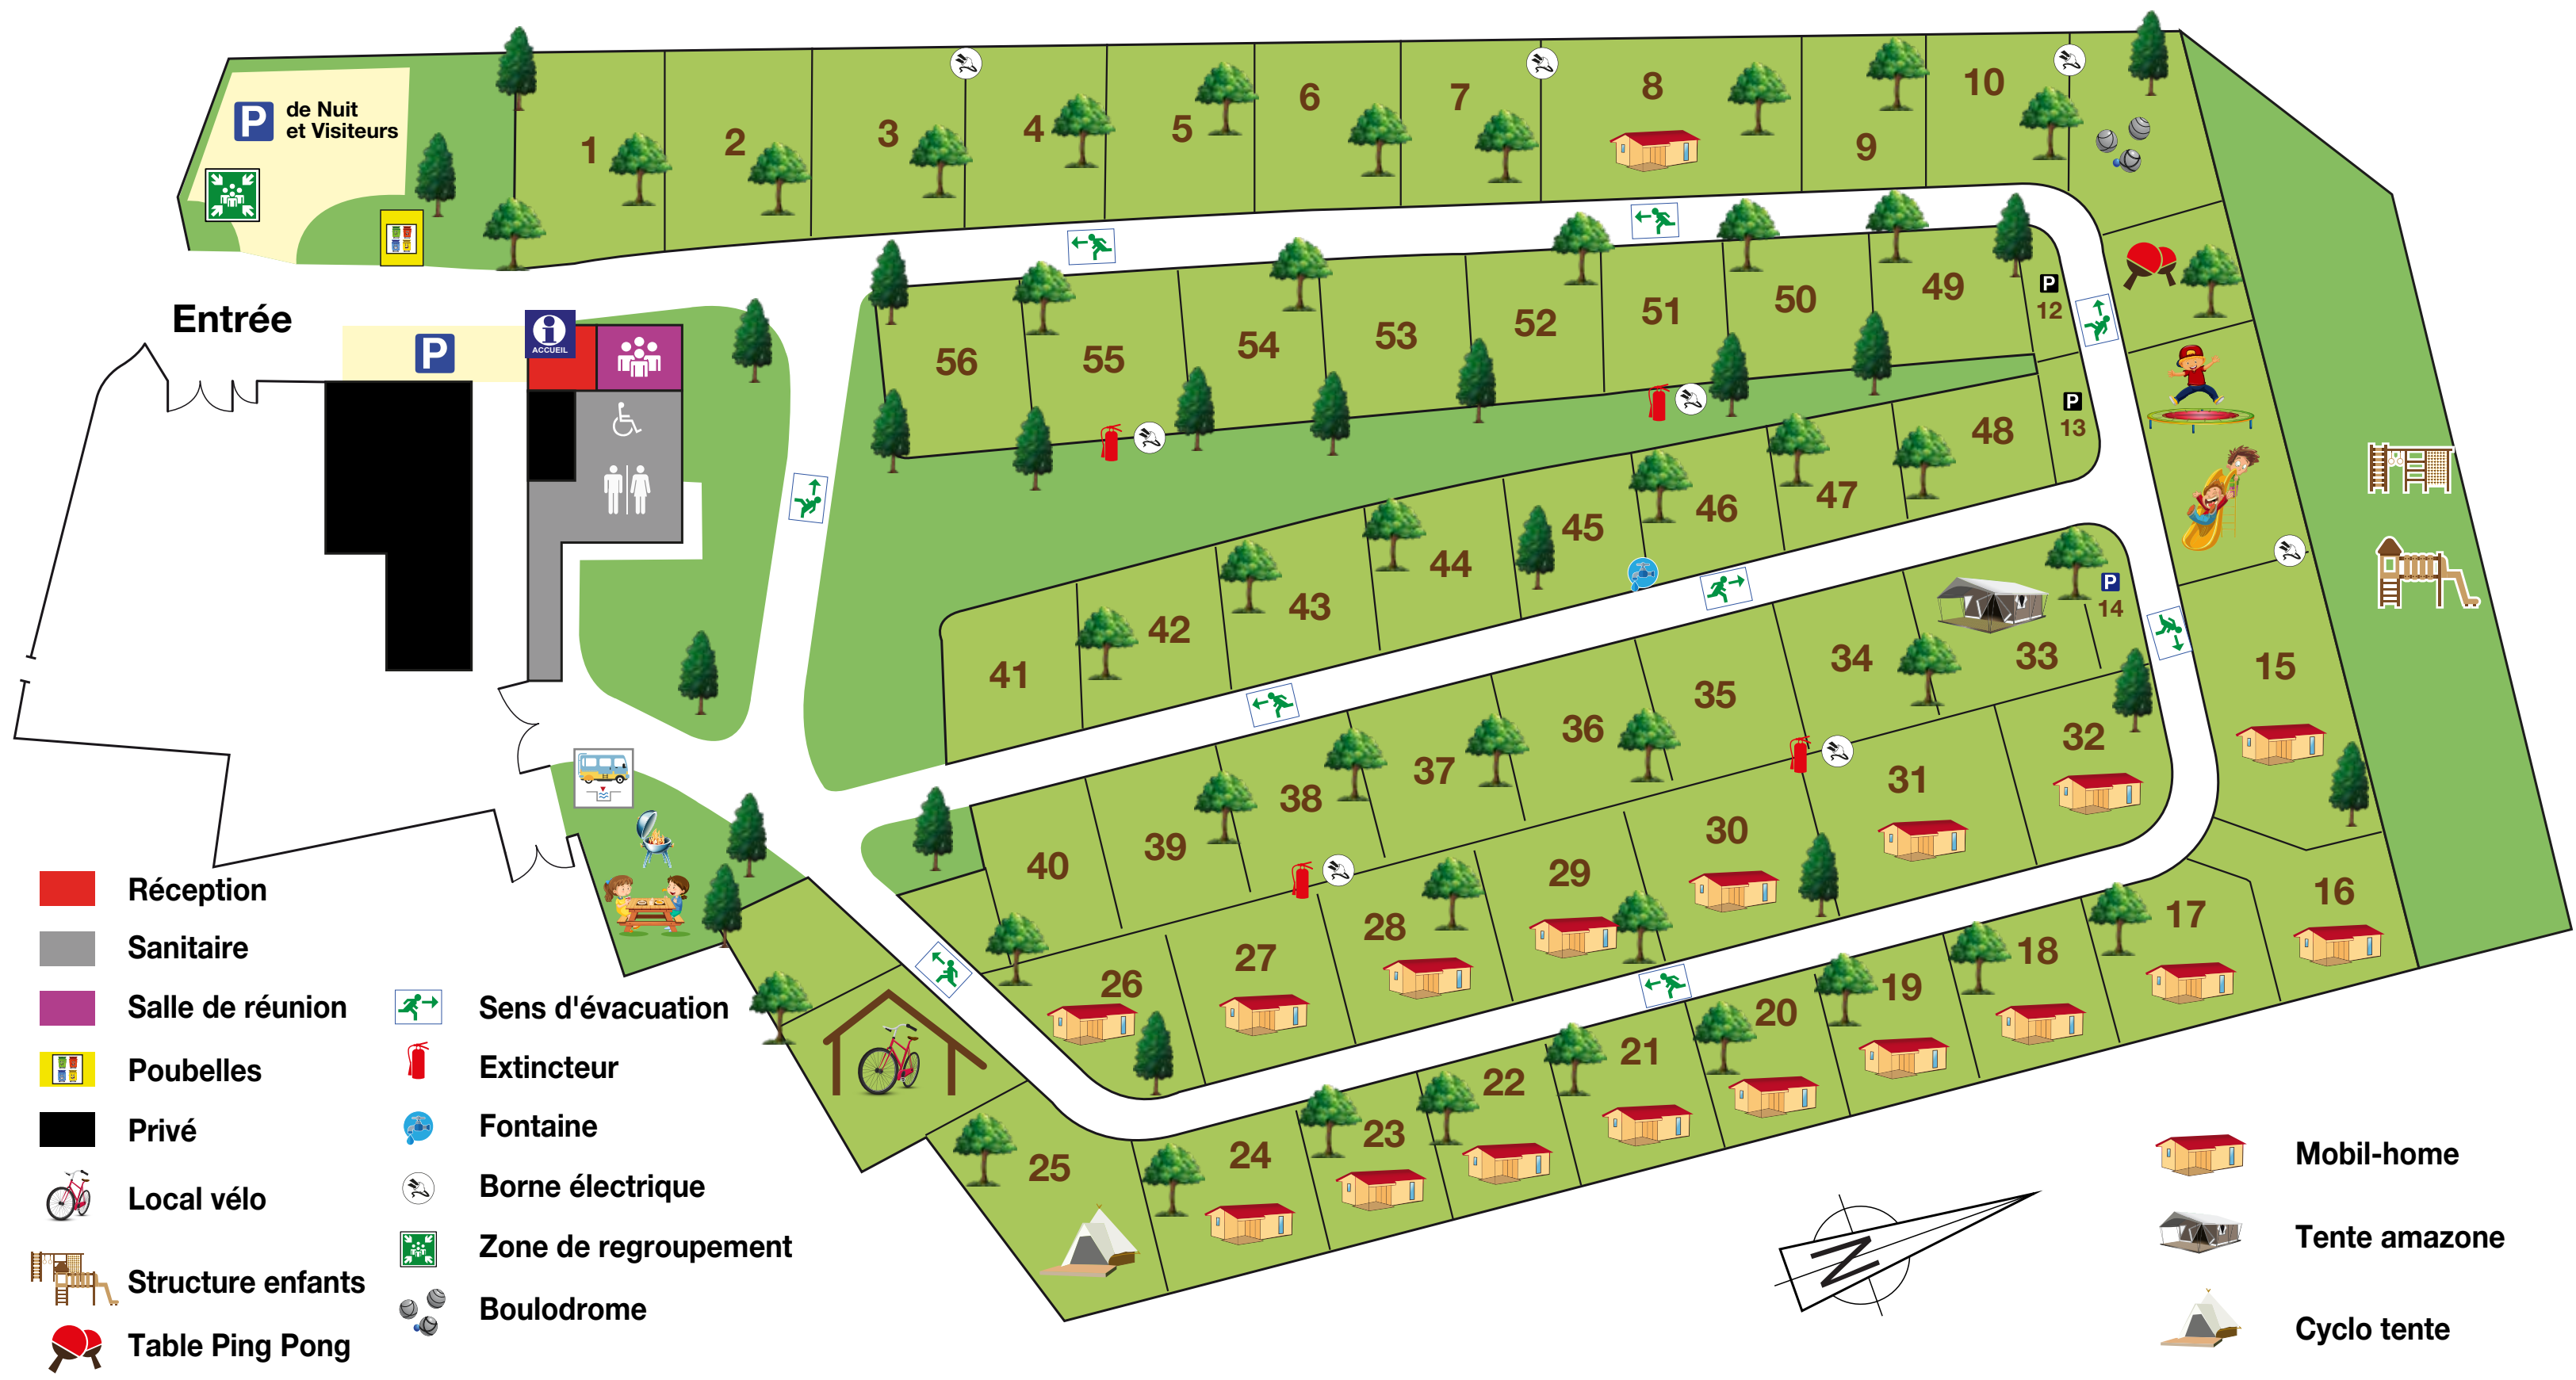 P de Nuit
et Visiteurs
1
2
3
4
5
6
7
8
9
10
Entrée
P
i
ACCUEIL
56
55
54
53
52
51
50
49
P
12
P
13
41
42
43
44
45
46
47
48
40
39
38
37
36
35
34
33
P
14
15
26
27
28
29
30
31
32
16
17
18
19
20
21
22
23
24
25
Réception
Sanitaire
Salle de réunion
Poubelles
Privé
Local vélo
Structure enfants
Table Ping Pong
Sens d'évacuation
Extincteur
Fontaine
Borne électrique
Zone de regroupement
Boulodrome
N
Mobil-home
Tente amazone
Cyclo tente